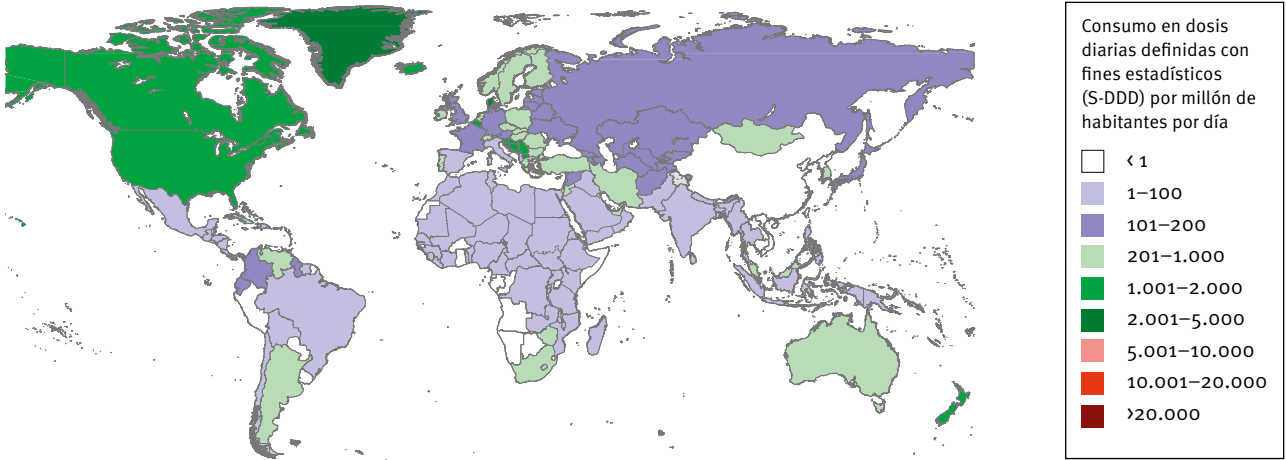 Consumo en dosis
diarias definidas con
fines estadísticos
(S-DDD) por millón de
habitantes por día
‹ 1
1–100
101–200
201–1.000
1.001–2.000
2.001–5.000
5.001–10.000
10.001–20.000
›20.000